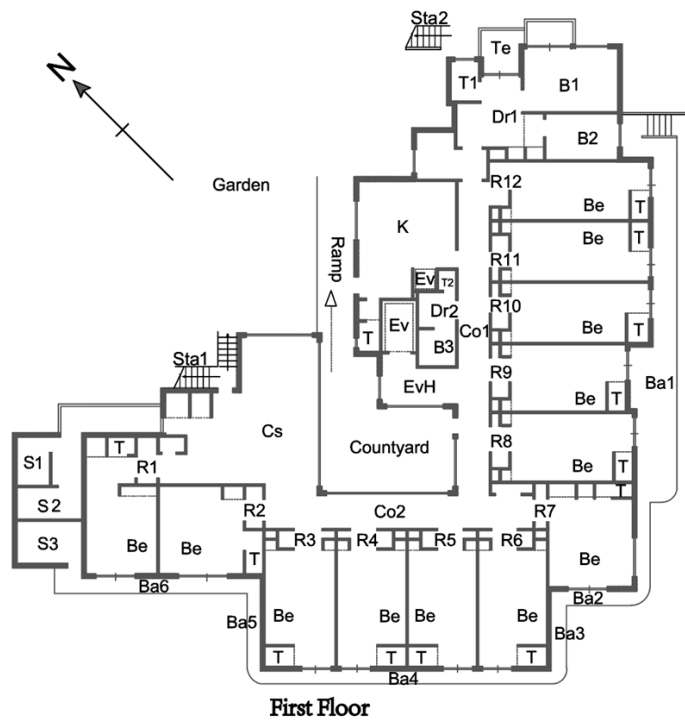 Sta2
N
Te
T1
B1
Dr1
B2
Garden
R12
Be
T
K
Be
T
Ramp
R11
Ev
T2
R10
Ev
Dr2
Be
T
T
Co1
Sta1
B3
EvH
R9
Ba1
Be
Cs
Countyard
R8
S1
T
R1
Be
T
T
S2
R2
Co2
R7
S3
Be
Be
T
R3
R4
R5
R6
Be
Ba6
Ba5
Be
Be
Be
Be
Ba2
Ba3
T
T
T
T
Ba4
First Floor